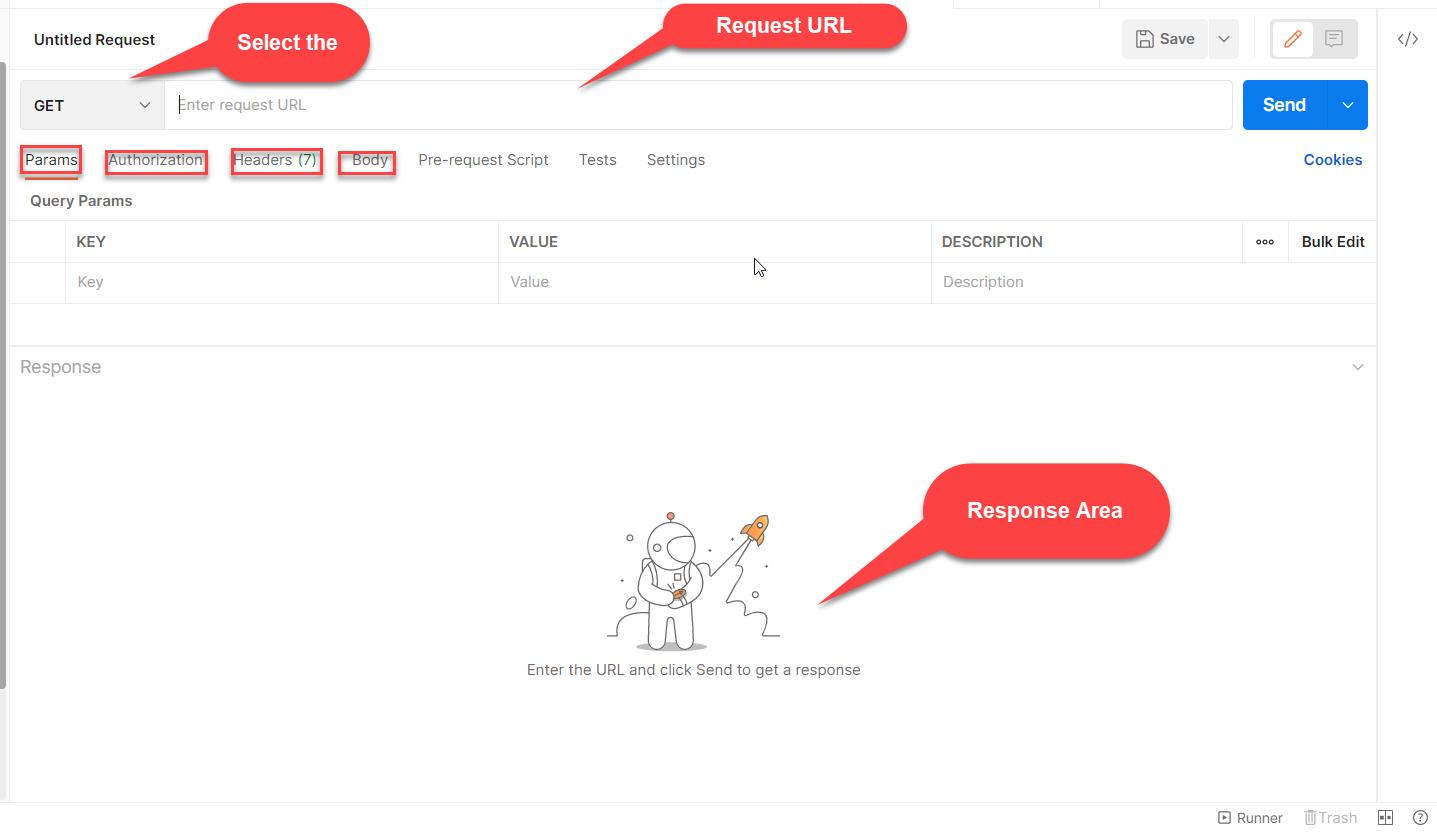 Request URL
Untitled Request
Select the
Save
GET
Enter request URL
Send
Params Authorization Headers (7) Body Pre-request Script Tests Settings Cookies
Query Params
KEY VALUE DESCRIPTION ooo Bulk Edit
Key Value Description
Response
Response Area
Enter the URL and click Send to get a response
Runner Trash